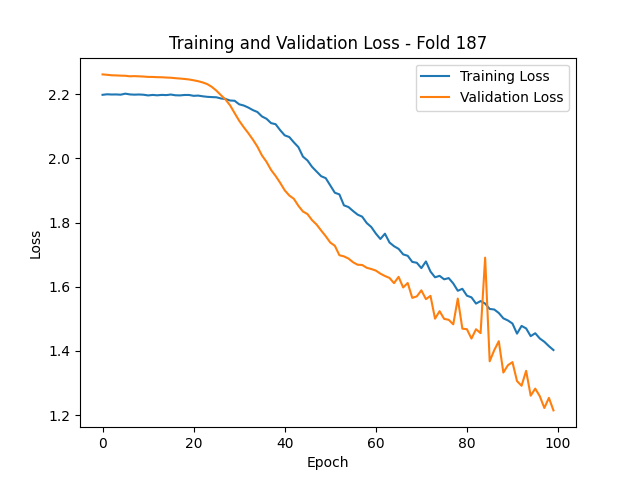 Training and Validation Loss - Fold 187
Training Loss
Validation Loss
Loss
2.2
2.0
1.8
1.6
1.4
1.2
0 20 40 60 80 100
Epoch